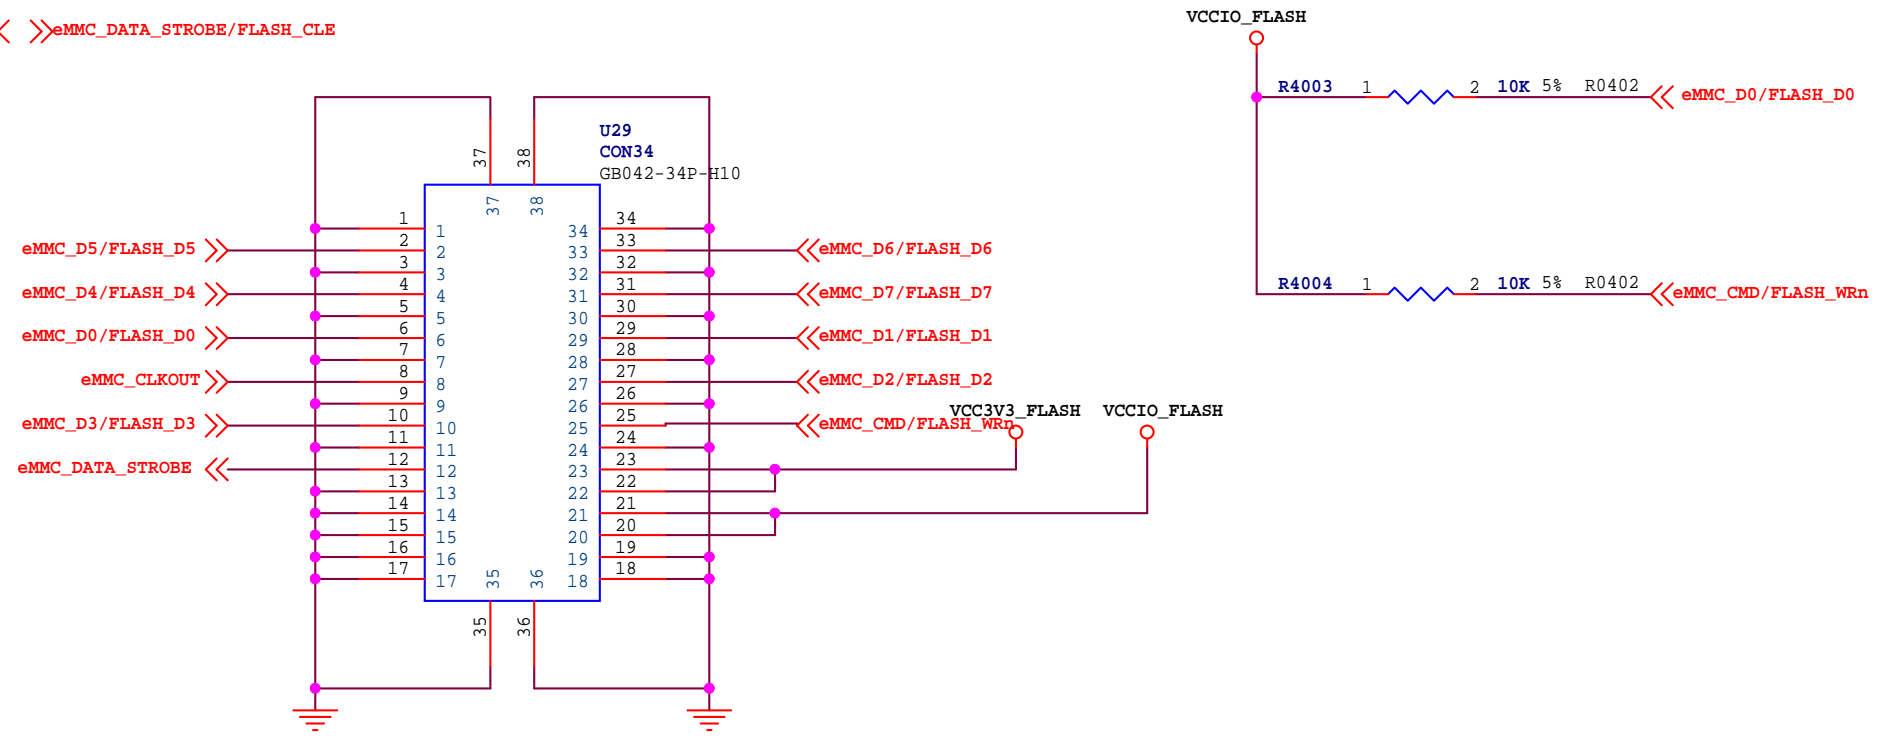 eMMC_DATA_STROBE/FLASH_CLE
VCCIO_FLASH
R4003 1 2 10K 5% R0402 eMMC_D0/FLASH_D0
U29
CON34
GB042-34P-H10
37 38
37 38
1 1 34 34
eMMC_D5/FLASH_D5 2 2 33 33 eMMC_D6/FLASH_D6
3 3 32 32
eMMC_D4/FLASH_D4 4 4 31 31 eMMC_D7/FLASH_D7
R4004 1 2 10K 5% R0402 eMMC_CMD/FLASH_WRn
5 5 30 30
eMMC_D0/FLASH_D0 6 6 29 29 eMMC_D1/FLASH_D1
7 7 28 28
eMMC_CLKOUT 8 8 27 27 eMMC_D2/FLASH_D2
9 9 26 26
VCC3V3_FLASH VCCIO_FLASH
eMMC_D3/FLASH_D3 10 10 25 25 eMMC_CMD/FLASH_WRn
11 11 24 24
eMMC_DATA_STROBE 12 12 23 23
13 13 22 22
14 14 21 21
15 15 20 20
16 16 19 19
17 17 18 18
35 36
35 36